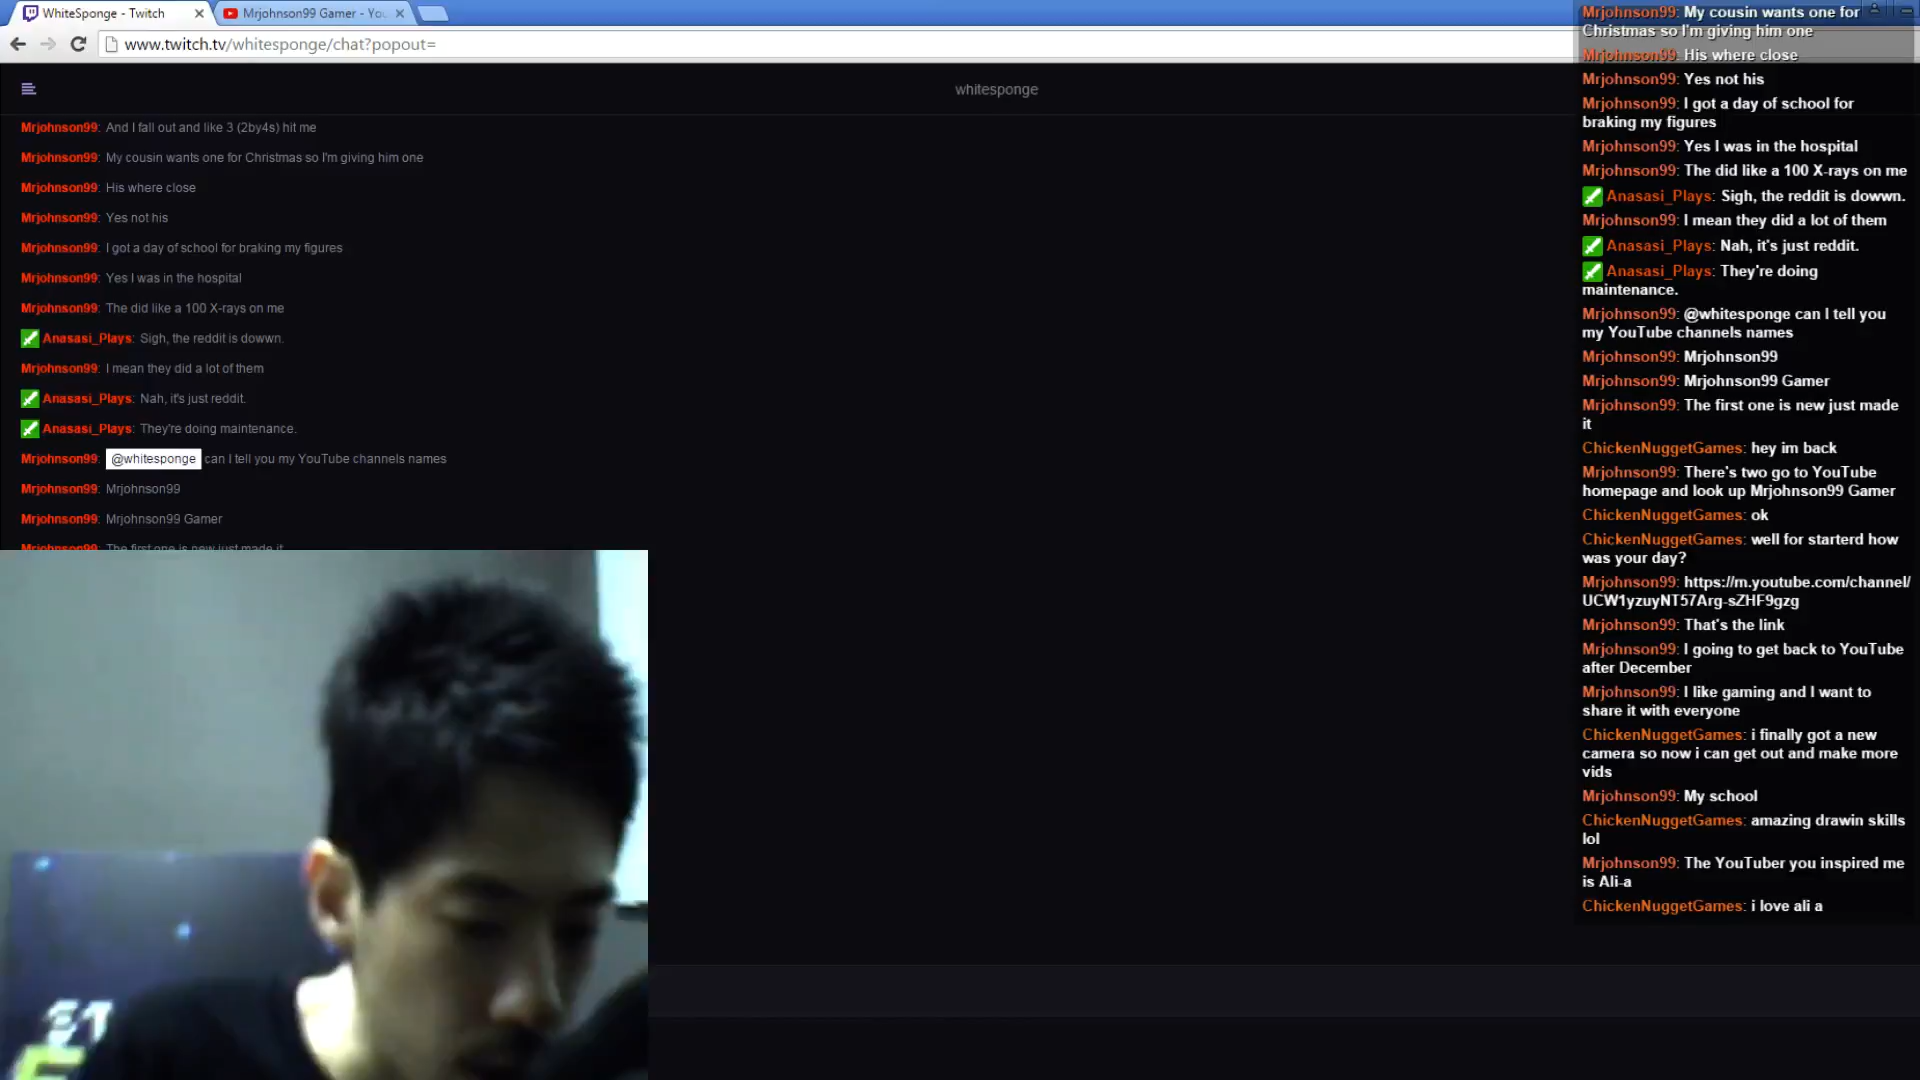 WhiteSponge - Twitch
Mrjohnson99 Gamer - You
www.twitch.tv/whitesponge/chat?popout=
whitesponge
Mrjohnson99: And I fall out and like 3 (2by4s) hit me
Mrjohnson99: My cousin wants one for Christmas so I'm giving him one
Mrjohnson99: His where close
Mrjohnson99: Yes not his
Mrjohnson99: I got a day of school for braking my figures
Mrjohnson99: Yes I was in the hospital
Mrjohnson99: The did like a 100 X-rays on me
Anasasi_Plays: Sigh, the reddit is dowwn.
Mrjohnson99: I mean they did a lot of them
Anasasi_Plays: Nah, it's just reddit.
Anasasi_Plays: They're doing maintenance.
Mrjohnson99: @whitesponge can I tell you my YouTube channels names
Mrjohnson99: Mrjohnson99
Mrjohnson99: Mrjohnson99 Gamer
Mrjohnson99: The first one is new just made it
Mrjohnson99: My cousin wants one for
Christmas so I'm giving him one
Mrjohnson99: His where close
Mrjohnson99: Yes not his
Mrjohnson99: I got a day of school for
braking my figures
Mrjohnson99: Yes I was in the hospital
Mrjohnson99: The did like a 100 X-rays on me
Anasasi_Plays: Sigh, the reddit is dowwn.
Mrjohnson99: I mean they did a lot of them
Anasasi_Plays: Nah, it's just reddit.
Anasasi_Plays: They're doing
maintenance.
Mrjohnson99: @whitesponge can I tell you
my YouTube channels names
Mrjohnson99: Mrjohnson99
Mrjohnson99: Mrjohnson99 Gamer
Mrjohnson99: The first one is new just made
it
ChickenNuggetGames: hey im back
Mrjohnson99: There's two go to YouTube
homepage and look up Mrjohnson99 Gamer
ChickenNuggetGames: ok
ChickenNuggetGames: well for starterd how
was your day?
Mrjohnson99: https://m.youtube.com/channel/
UCW1yzuyNT57Arg-sZHF9gzg
Mrjohnson99: That's the link
Mrjohnson99: I going to get back to YouTube
after December
Mrjohnson99: I like gaming and I want to
share it with everyone
ChickenNuggetGames: i finally got a new
camera so now i can get out and make more
vids
Mrjohnson99: My school
ChickenNuggetGames: amazing drawin skills
lol
Mrjohnson99: The YouTuber you inspired me
is Ali-a
ChickenNuggetGames: i love ali a